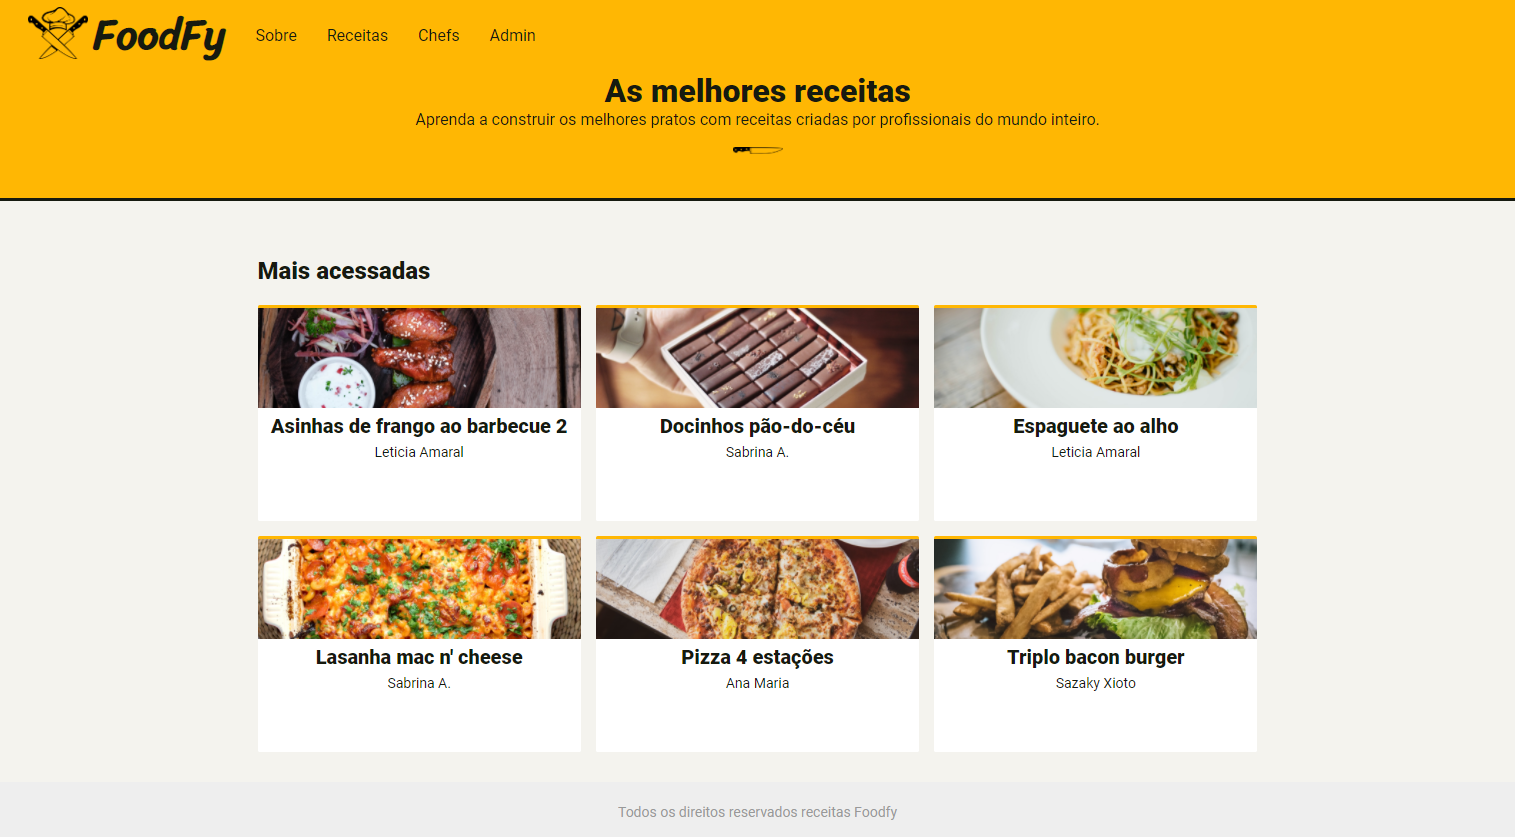 FoodFy
Sobre
Receitas
Chefs
Admin
As melhores receitas
Aprenda a construir os melhores pratos com receitas criadas por profissionais do mundo inteiro.
Mais acessadas
Asinhas de frango ao barbecue 2
Leticia Amaral
Docinhos pão-do-céu
Sabrina A.
Espaguete ao alho
Leticia Amaral
Lasanha mac n' cheese
Sabrina A.
Pizza 4 estações
Ana Maria
Triplo bacon burger
Sazaky Xioto
Todos os direitos reservados receitas Foodfy